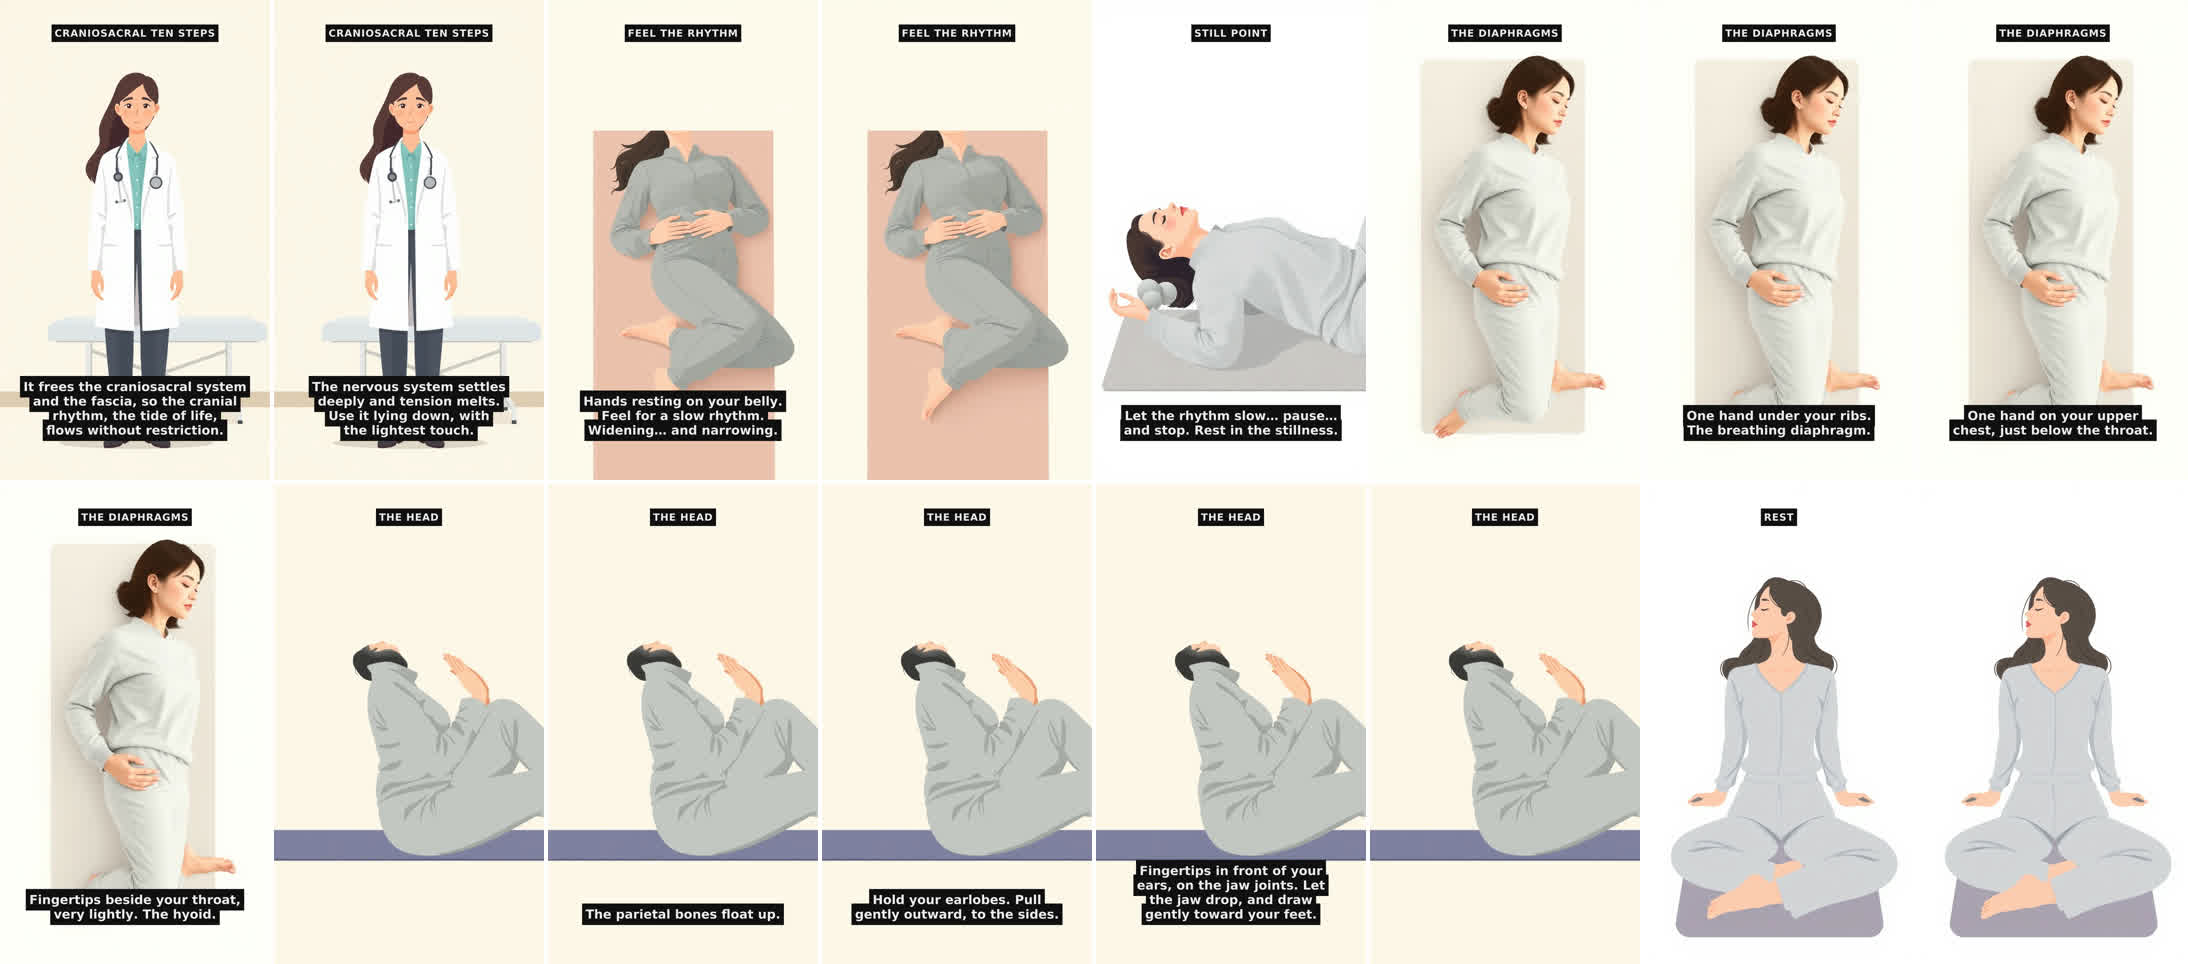 CRANIOSACRAL TEN STEPS
It frees the craniosacral system
and the fascia, so the cranial
rhythm, the tide of life,
flows without restriction.
CRANIOSACRAL TEN STEPS
The nervous system settles
deeply and tension melts.
Use it lying down, with
the lightest touch.
FEEL THE RHYTHM
Hands resting on your belly.
Feel for a slow rhythm.
Widening… and narrowing.
FEEL THE RHYTHM
STILL POINT
Let the rhythm slow… pause…
and stop. Rest in the stillness.
THE DIAPHRAGMS
THE DIAPHRAGMS
One hand under your ribs.
The breathing diaphragm.
THE DIAPHRAGMS
One hand on your upper
chest, just below the throat.
THE DIAPHRAGMS
Fingertips beside your throat,
very lightly. The hyoid.
THE HEAD
THE HEAD
The parietal bones float up.
THE HEAD
Hold your earlobes. Pull
gently outward, to the sides.
THE HEAD
Fingertips in front of your
ears, on the jaw joints. Let
the jaw drop, and draw
gently toward your feet.
THE HEAD
REST